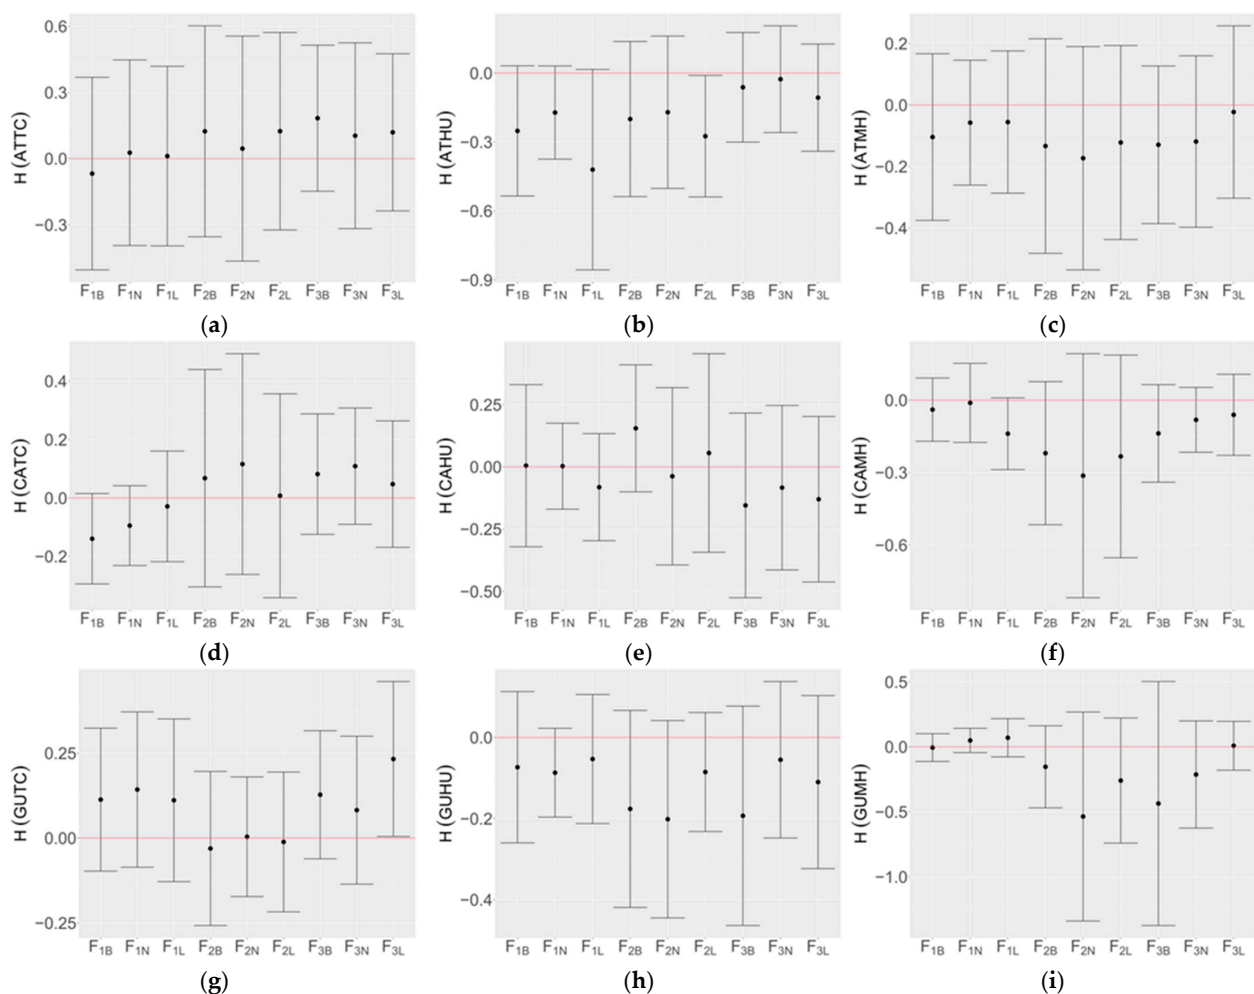 H (ATTC)
0.6
0.3
0.0
−0.3
F1B F1N F1L F2B F2N F2L F3B F3N F3L
(a)
H (ATHU)
0.0
−0.3
−0.6
−0.9
F1B F1N F1L F2B F2N F2L F3B F3N F3L
(b)
H (ATMH)
0.2
0.0
−0.2
−0.4
F1B F1N F1L F2B F2N F2L F3B F3N F3L
(c)
H (CATC)
0.4
0.2
0.0
−0.2
F1B F1N F1L F2B F2N F2L F3B F3N F3L
(d)
H (CAHU)
0.25
0.00
−0.25
−0.50
F1B F1N F1L F2B F2N F2L F3B F3N F3L
(e)
H (CAMH)
0.0
−0.3
−0.6
F1B F1N F1L F2B F2N F2L F3B F3N F3L
(f)
H (GUTC)
0.25
0.00
−0.25
F1B F1N F1L F2B F2N F2L F3B F3N F3L
(g)
H (GUHU)
0.0
−0.2
−0.4
F1B F1N F1L F2B F2N F2L F3B F3N F3L
(h)
H (GUMH)
0.5
0.0
−0.5
−1.0
F1B F1N F1L F2B F2N F2L F3B F3N F3L
(i)